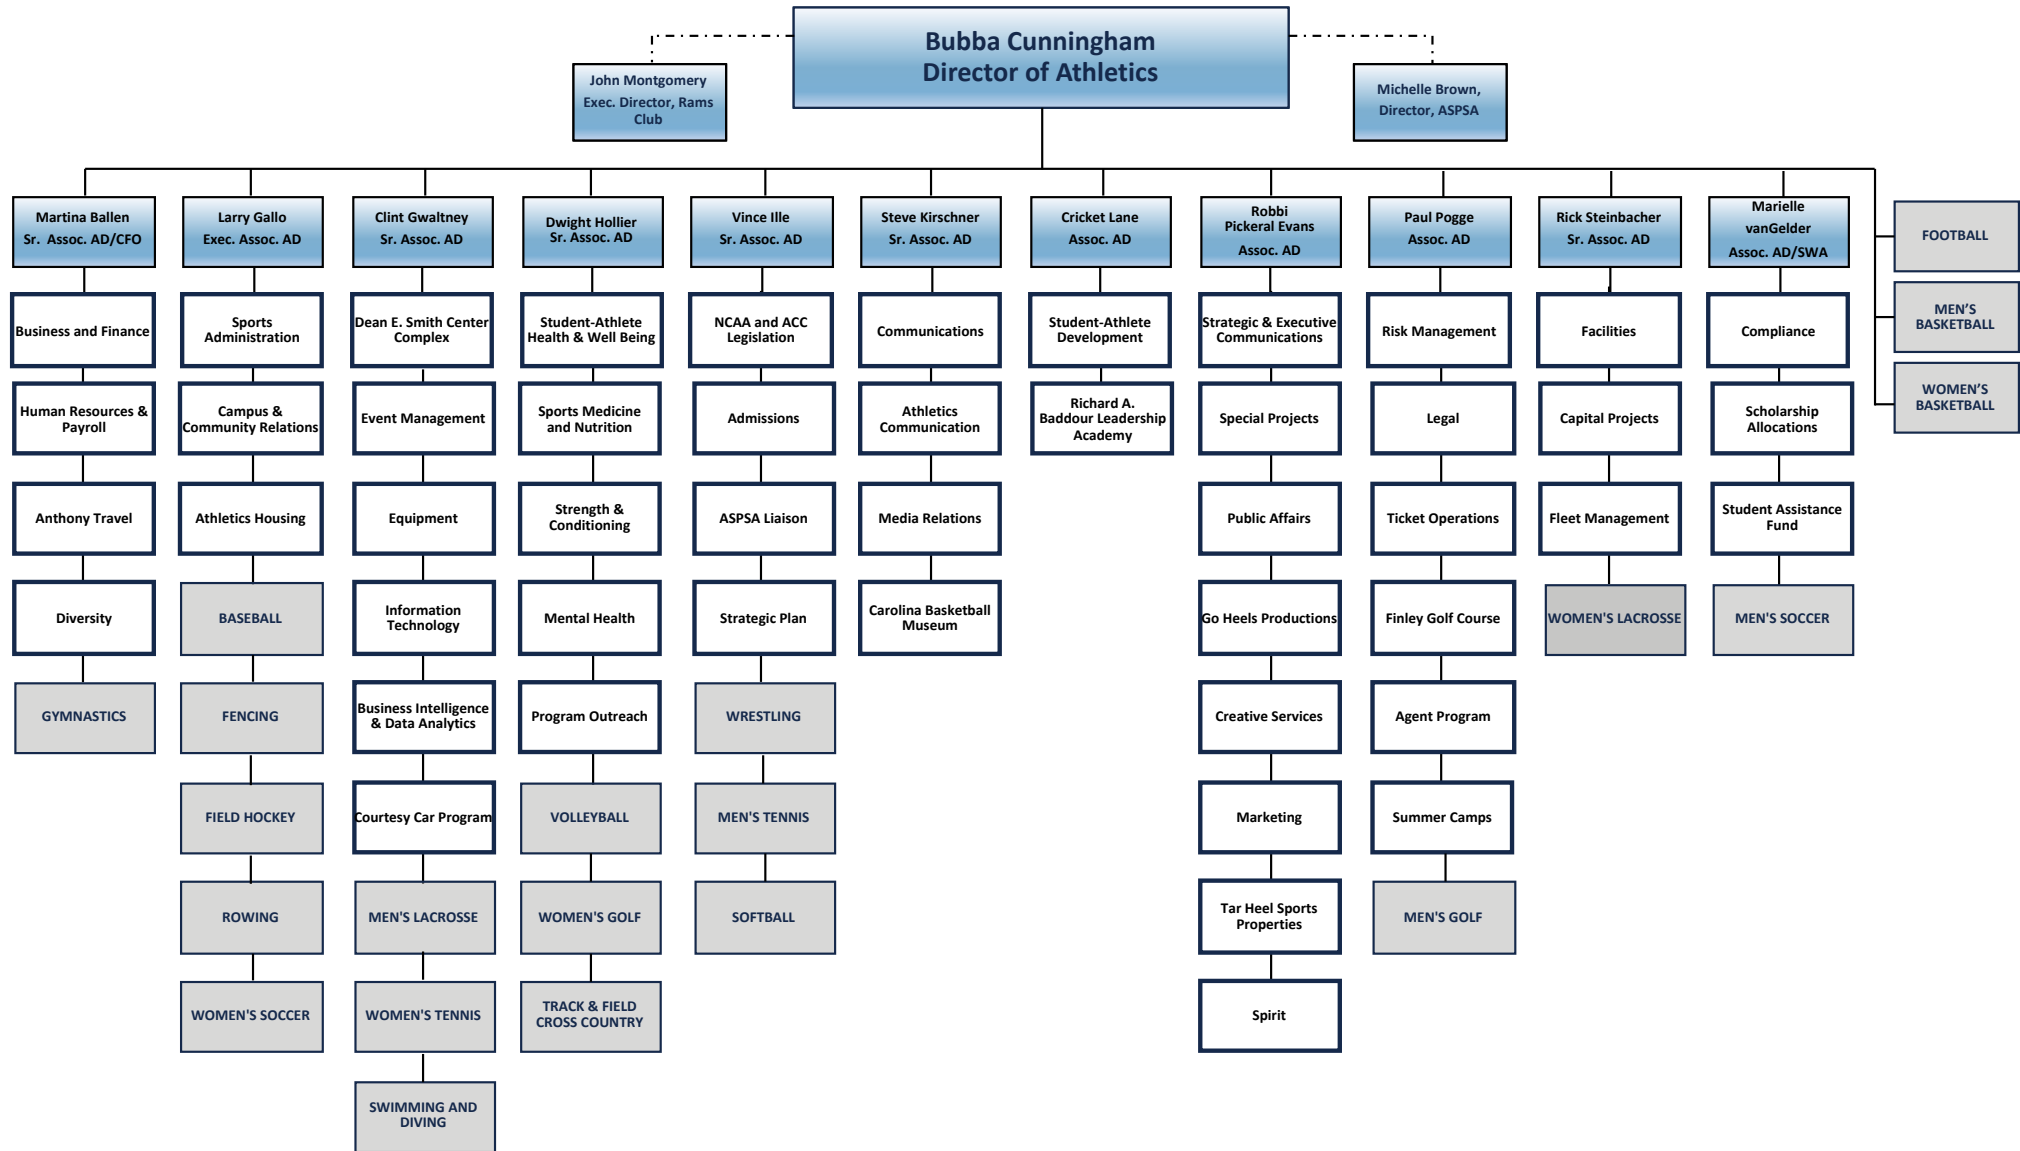 Bubba Cunningham
Director of Athletics
John Montgomery
Exec. Director, Rams
Club
Michelle Brown,
Director, ASPSA
Martina Ballen
Sr. Assoc. AD/CFO
Business and Finance
Human Resources &
Payroll
Anthony Travel
Diversity
GYMNASTICS
Larry Gallo
Exec. Assoc. AD
Sports
Administration
Campus &
Community Relations
Athletics Housing
BASEBALL
FENCING
FIELD HOCKEY
ROWING
WOMEN'S SOCCER
Clint Gwaltney
Sr. Assoc. AD
Dean E. Smith Center
Complex
Event Management
Equipment
Information
Technology
Business Intelligence
& Data Analytics
Courtesy Car Program
MEN'S LACROSSE
WOMEN'S TENNIS
SWIMMING AND
DIVING
Dwight Hollier
Sr. Assoc. AD
Student-Athlete
Health & Well Being
Sports Medicine
and Nutrition
Strength &
Conditioning
Mental Health
Program Outreach
VOLLEYBALL
WOMEN'S GOLF
TRACK & FIELD
CROSS COUNTRY
Vince Ille
Sr. Assoc. AD
NCAA and ACC
Legislation
Admissions
ASPSA Liaison
Strategic Plan
WRESTLING
MEN'S TENNIS
SOFTBALL
Steve Kirschner
Sr. Assoc. AD
Communications
Athletics
Communication
Media Relations
Carolina Basketball
Museum
Cricket Lane
Assoc. AD
Student-Athlete
Development
Richard A.
Baddour Leadership
Academy
Robbi
Pickeral Evans
Assoc. AD
Strategic & Executive
Communications
Special Projects
Public Affairs
Go Heels Productions
Creative Services
Marketing
Tar Heel Sports
Properties
Spirit
Paul Pogge
Assoc. AD
Risk Management
Legal
Ticket Operations
Finley Golf Course
Agent Program
Summer Camps
MEN'S GOLF
Rick Steinbacher
Sr. Assoc. AD
Facilities
Capital Projects
Fleet Management
WOMEN'S LACROSSE
Marielle
vanGelder
Assoc. AD/SWA
Compliance
Scholarship
Allocations
Student Assistance
Fund
MEN'S SOCCER
FOOTBALL
MEN’S
BASKETBALL
WOMEN’S
BASKETBALL